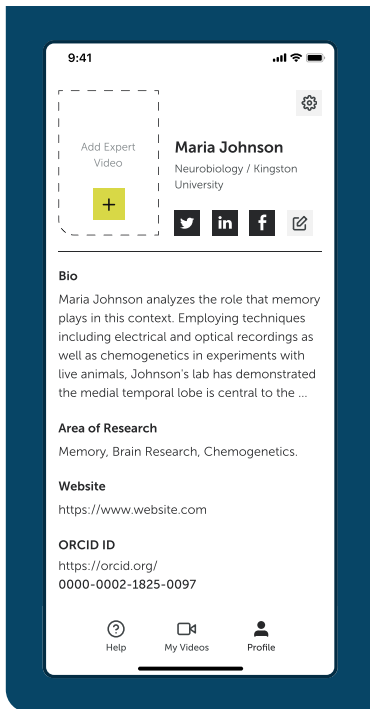 9:41
Add Expert
Video
Maria Johnson
Neurobiology / Kingston
University
Bio
Maria Johnson analyzes the role that memory
plays in this context. Employing techniques
including electrical and optical recordings as
well as chemogenetics in experiments with
live animals, Johnson's lab has demonstrated
the medial temporal lobe is central to the ...
Area of Research
Memory, Brain Research, Chemogenetics.
Website
https://www.website.com
ORCID ID
https://orcid.org/
0000-0002-1825-0097
Help
My Videos
Profile